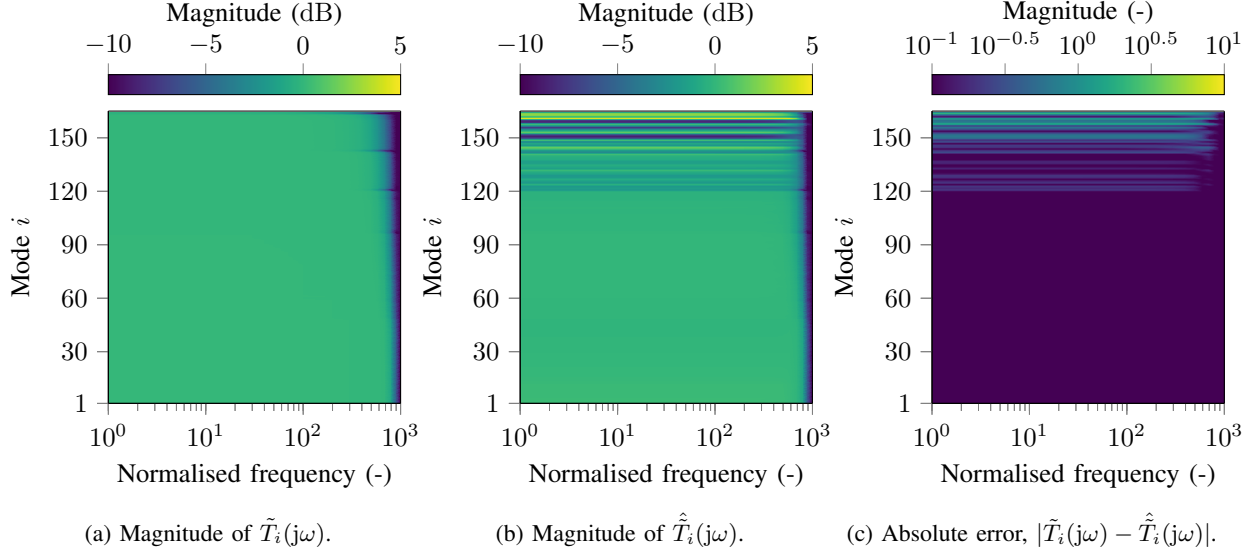 Magnitude (dB)
−10 −5 0 5
Magnitude (dB)
−10 −5 0 5
Magnitude (-)
10^−1 10^−0.5 10^0 10^0.5 10^1
Mode i
150
120
90
60
30
1
10^0 10^1 10^2 10^3
Normalised frequency (-)
Mode i
150
120
90
60
30
1
10^0 10^1 10^2 10^3
Normalised frequency (-)
Mode i
150
120
90
60
30
1
10^0 10^1 10^2 10^3
Normalised frequency (-)
(a) Magnitude of T̃_i(jω).
(b) Magnitude of T̃̂_i(jω).
(c) Absolute error, |T̃_i(jω) − T̃̂_i(jω)|.